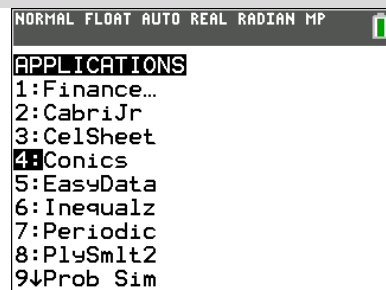 NORMAL FLOAT AUTO REAL RADIAN MP
APPLICATIONS
1:Finance…
2:CabriJr
3:CelSheet
4:Conics
5:EasyData
6:Inequalz
7:Periodic
8:PlySmlt2
9↓Prob Sim